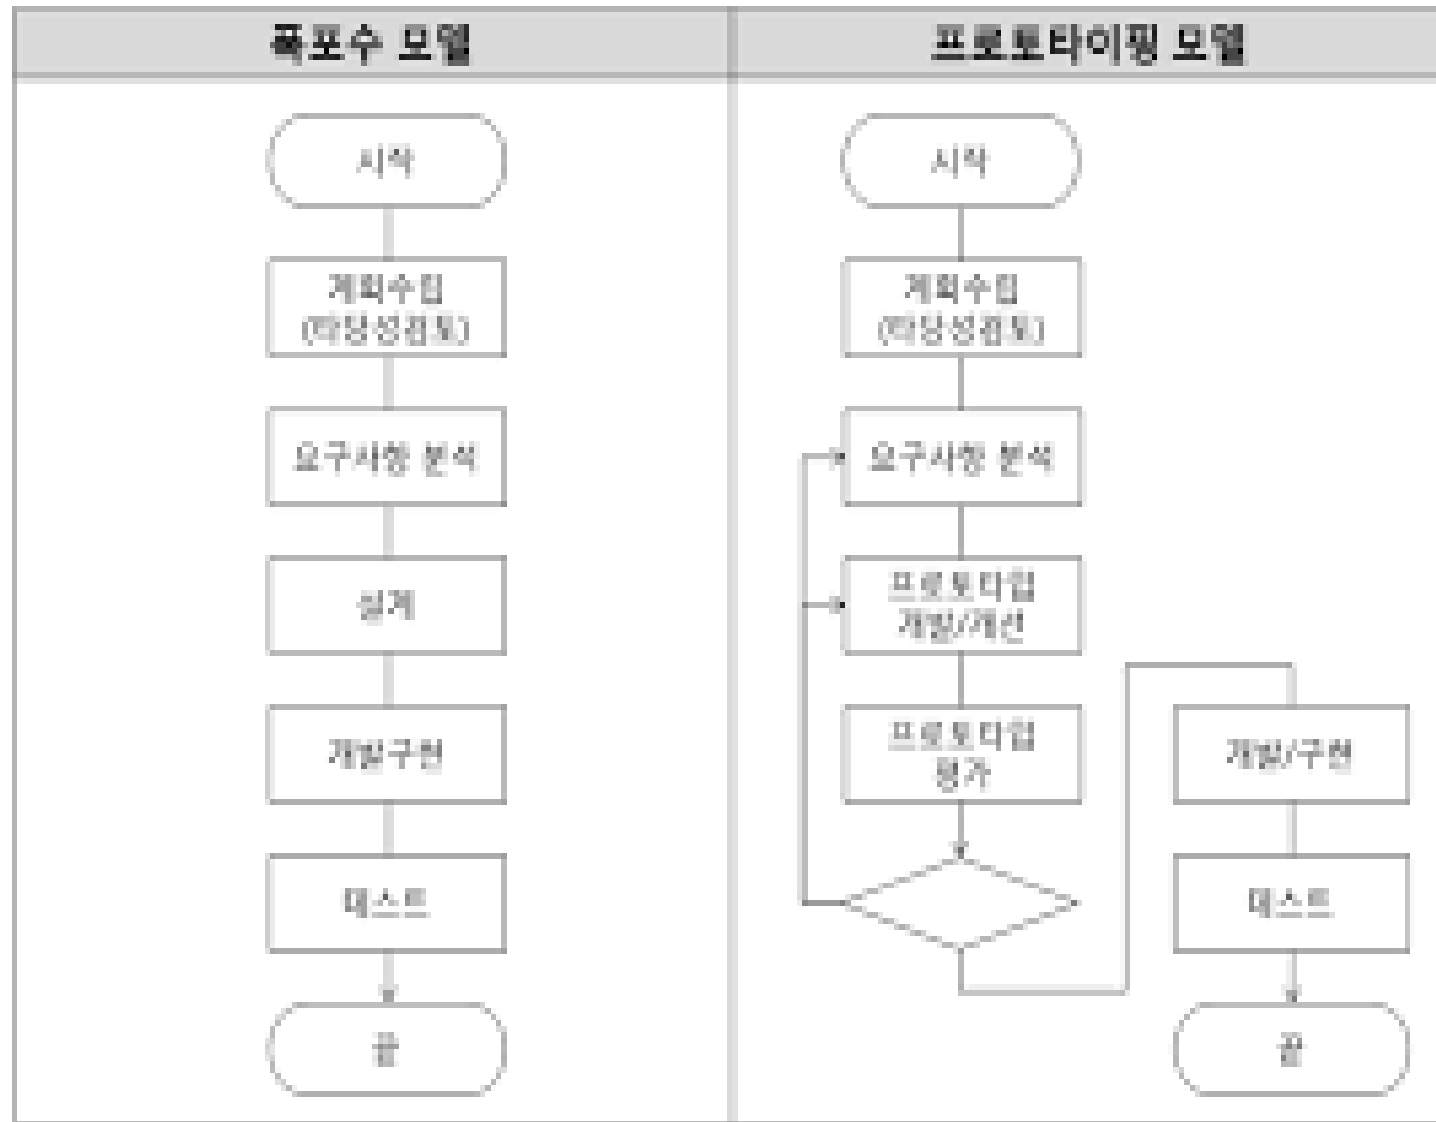 폭포수 모델
시작
계획수립
(타당성검토)
요구사항 분석
설계
개발구현
테스트
끝
프로토타이핑 모델
시작
계획수립
(타당성검토)
요구사항 분석
프로토타입
개발/개선
프로토타입
평가
개발/구현
테스트
끝